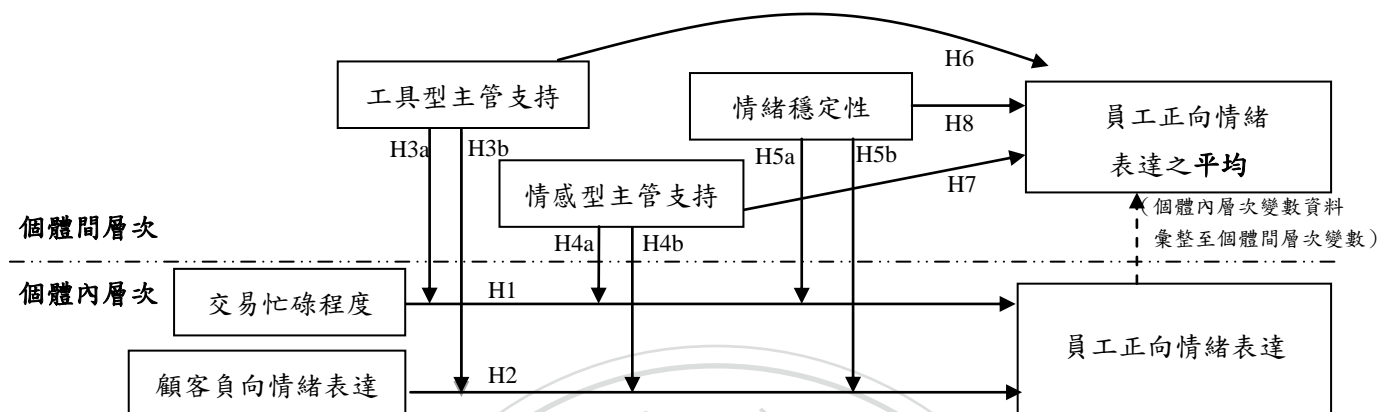 H6
工具型主管支持
情緒穩定性
員工正向情緒
表達之平均
H8
H3a
H3b
H5a
H5b
情感型主管支持
H7
(個體內層次變數資料
彙整至個體間層次變數)
個體間層次
H4a
H4b
個體內層次
交易忙碌程度
H1
員工正向情緒表達
顧客負向情緒表達
H2